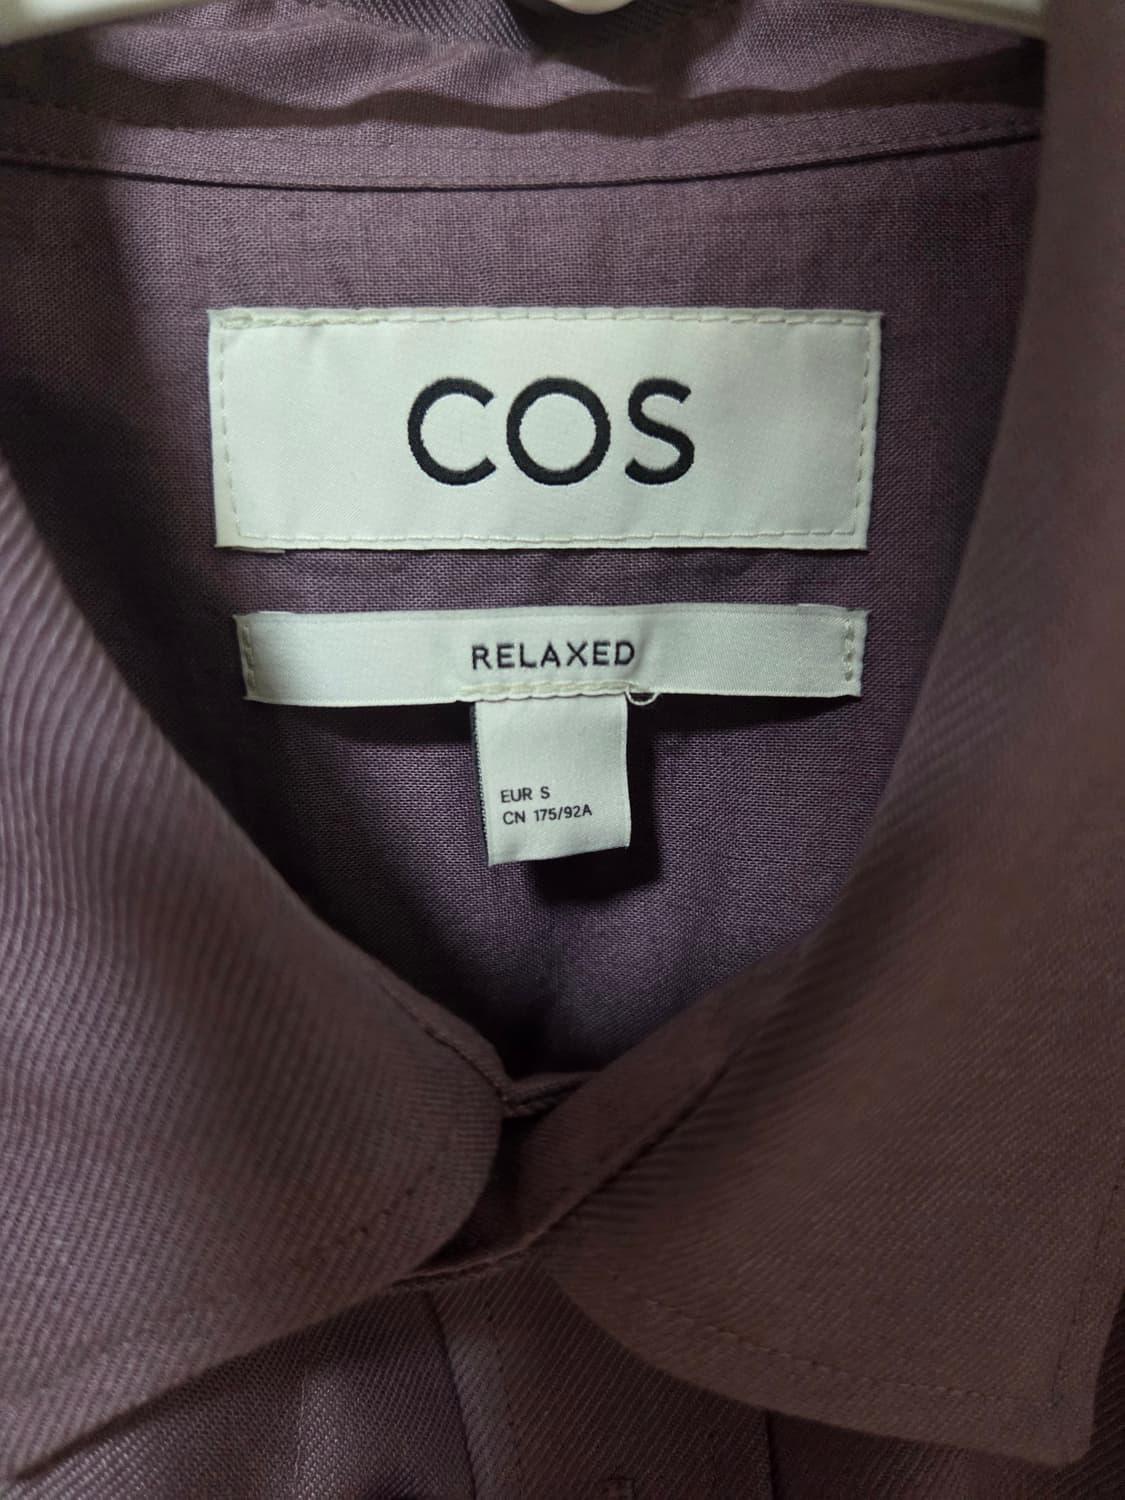 COS
RELAXED
EUR S
CN 175/92A